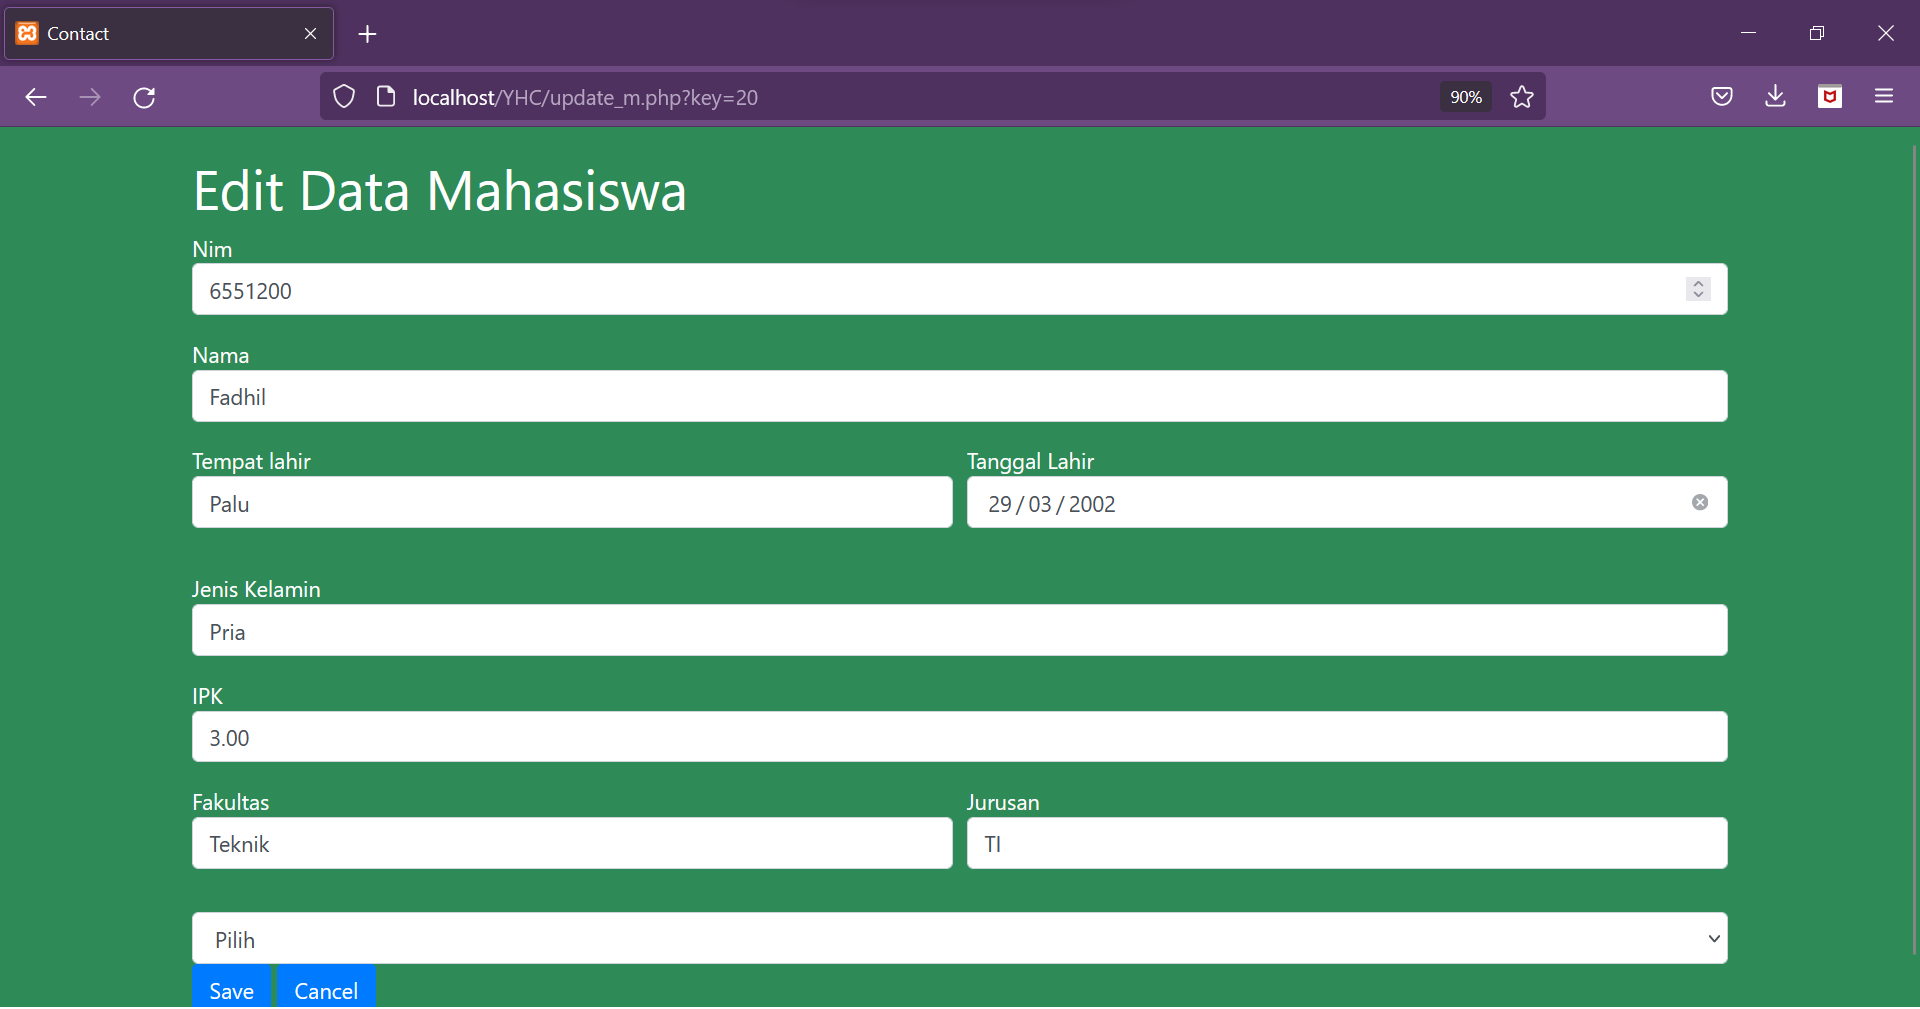 Contact
localhost/YHC/update_m.php?key=20
90%
Edit Data Mahasiswa
Nim
6551200
Nama
Fadhil
Tempat lahir
Tanggal Lahir
Palu
29 / 03 / 2002
Jenis Kelamin
Pria
IPK
3.00
Fakultas
Jurusan
Teknik
TI
Pilih
Save
Cancel